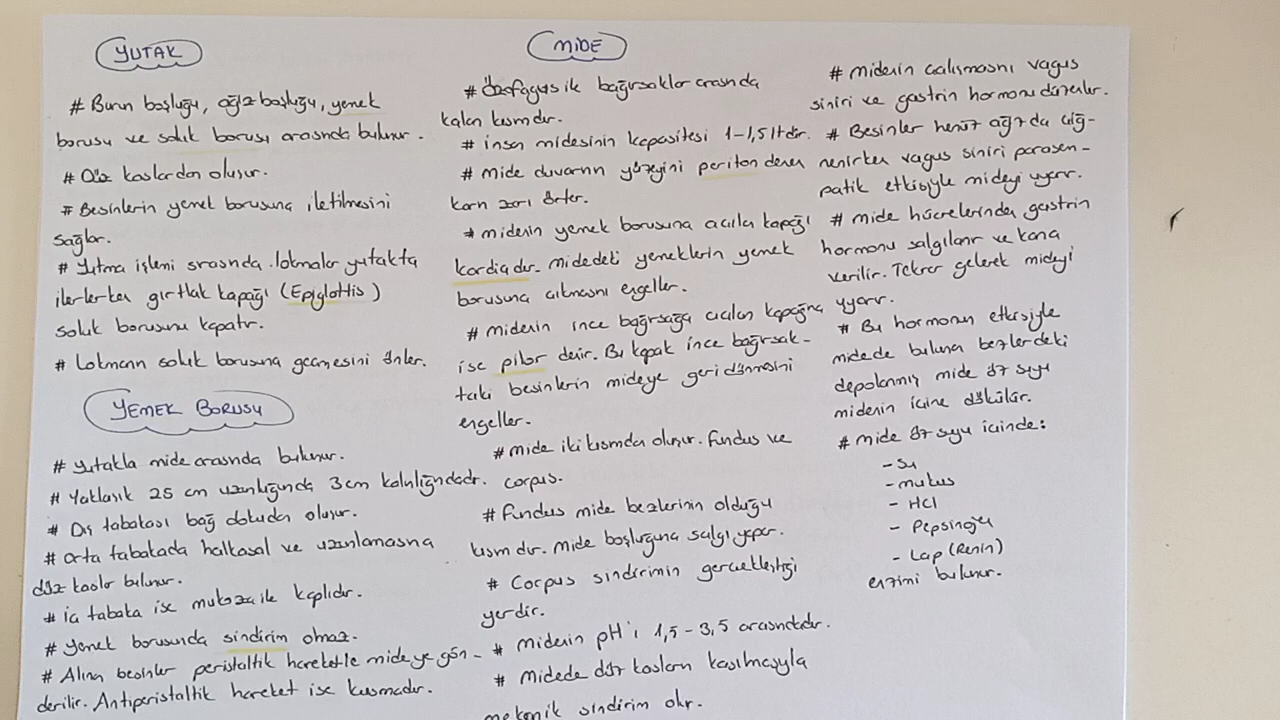 YUTAK
# Burun boşluğu, ağız boşluğu, yemek
borusu ve soluk borusu arasında bulunur.
# Düz kaslardan oluşur.
# Besinlerin yemek borusuna iletilmesini
sağlar.
# Yutma işlemi sırasında lokmalar yutakta
ilerlerken gırtlak kapağı (Epiglottis)
soluk borusunu kapatır.
# Lokmanın soluk borusuna geçmesini önler.
YEMEK BORUSU
# Yutakla mide arasında bulunur.
# Yaklaşık 25 cm uzunluğunda 3cm kalınlığındadır.
# Dış tabakası bağ dokudan oluşur.
# Orta tabakada halkasal ve uzunlamasına
düz kaslar bulunur.
# İç tabaka ise mukoza ile kaplıdır.
# Yemek borusunda sindirim olmaz.
# Alınan besinler peristaltik hareketle mideye gön-
derilir. Antiperistaltik hareket ise kusmadır.
MİDE
# Özofagus ik bağırsaklar arasında
kalan kısımdır.
# İnsan midesinin kapasitesi 1-1,5 lt dir.
# mide duvarının yüzeyini periton denen
karın zarı örter.
# midenin yemek borusuna açılan kapağı
kardia dır. midedeki yemeklerin yemek
borusuna çıkmasını engeller.
# midenin ince bağırsağa açılan kapağına
ise pilor denir. Bu kapak ince bağırsak-
taki besinlerin mideye geri dönmesini
engeller.
# mide iki kısımdan oluşur. Fundus ve
corpus.
# Fundus mide bezlerinin olduğu
kısımdır. mide boşluğuna salgı yapar.
# Corpus sindirimin gerçekleştiği
yerdir.
# midenin pH'ı 1,5-3,5 arasındadır.
# Midede düz kasların kasılmasıyla
mekanik sindirim olur.
# midenin çalışmasını vagus
siniri ve gastrin hormonu düzenler.
# Besinler henüz ağızda çiğ-
nenirken vagus siniri parasem-
patik etkisiyle mideyi uyarır.
# mide hücrelerinden gastrin
hormonu salgılanır ve kana
verilir. Tekrar gelerek mideyi
uyarır.
# Bu hormonun etkisiyle
midede bulunan bezlerdeki
depolanmış mide öz suyu
midenin içine dökülür.
# mide öz suyu içinde:
- Su
- mukus
- HCl
- Pepsinojen
- Lap (Renin)
enzimi bulunur.